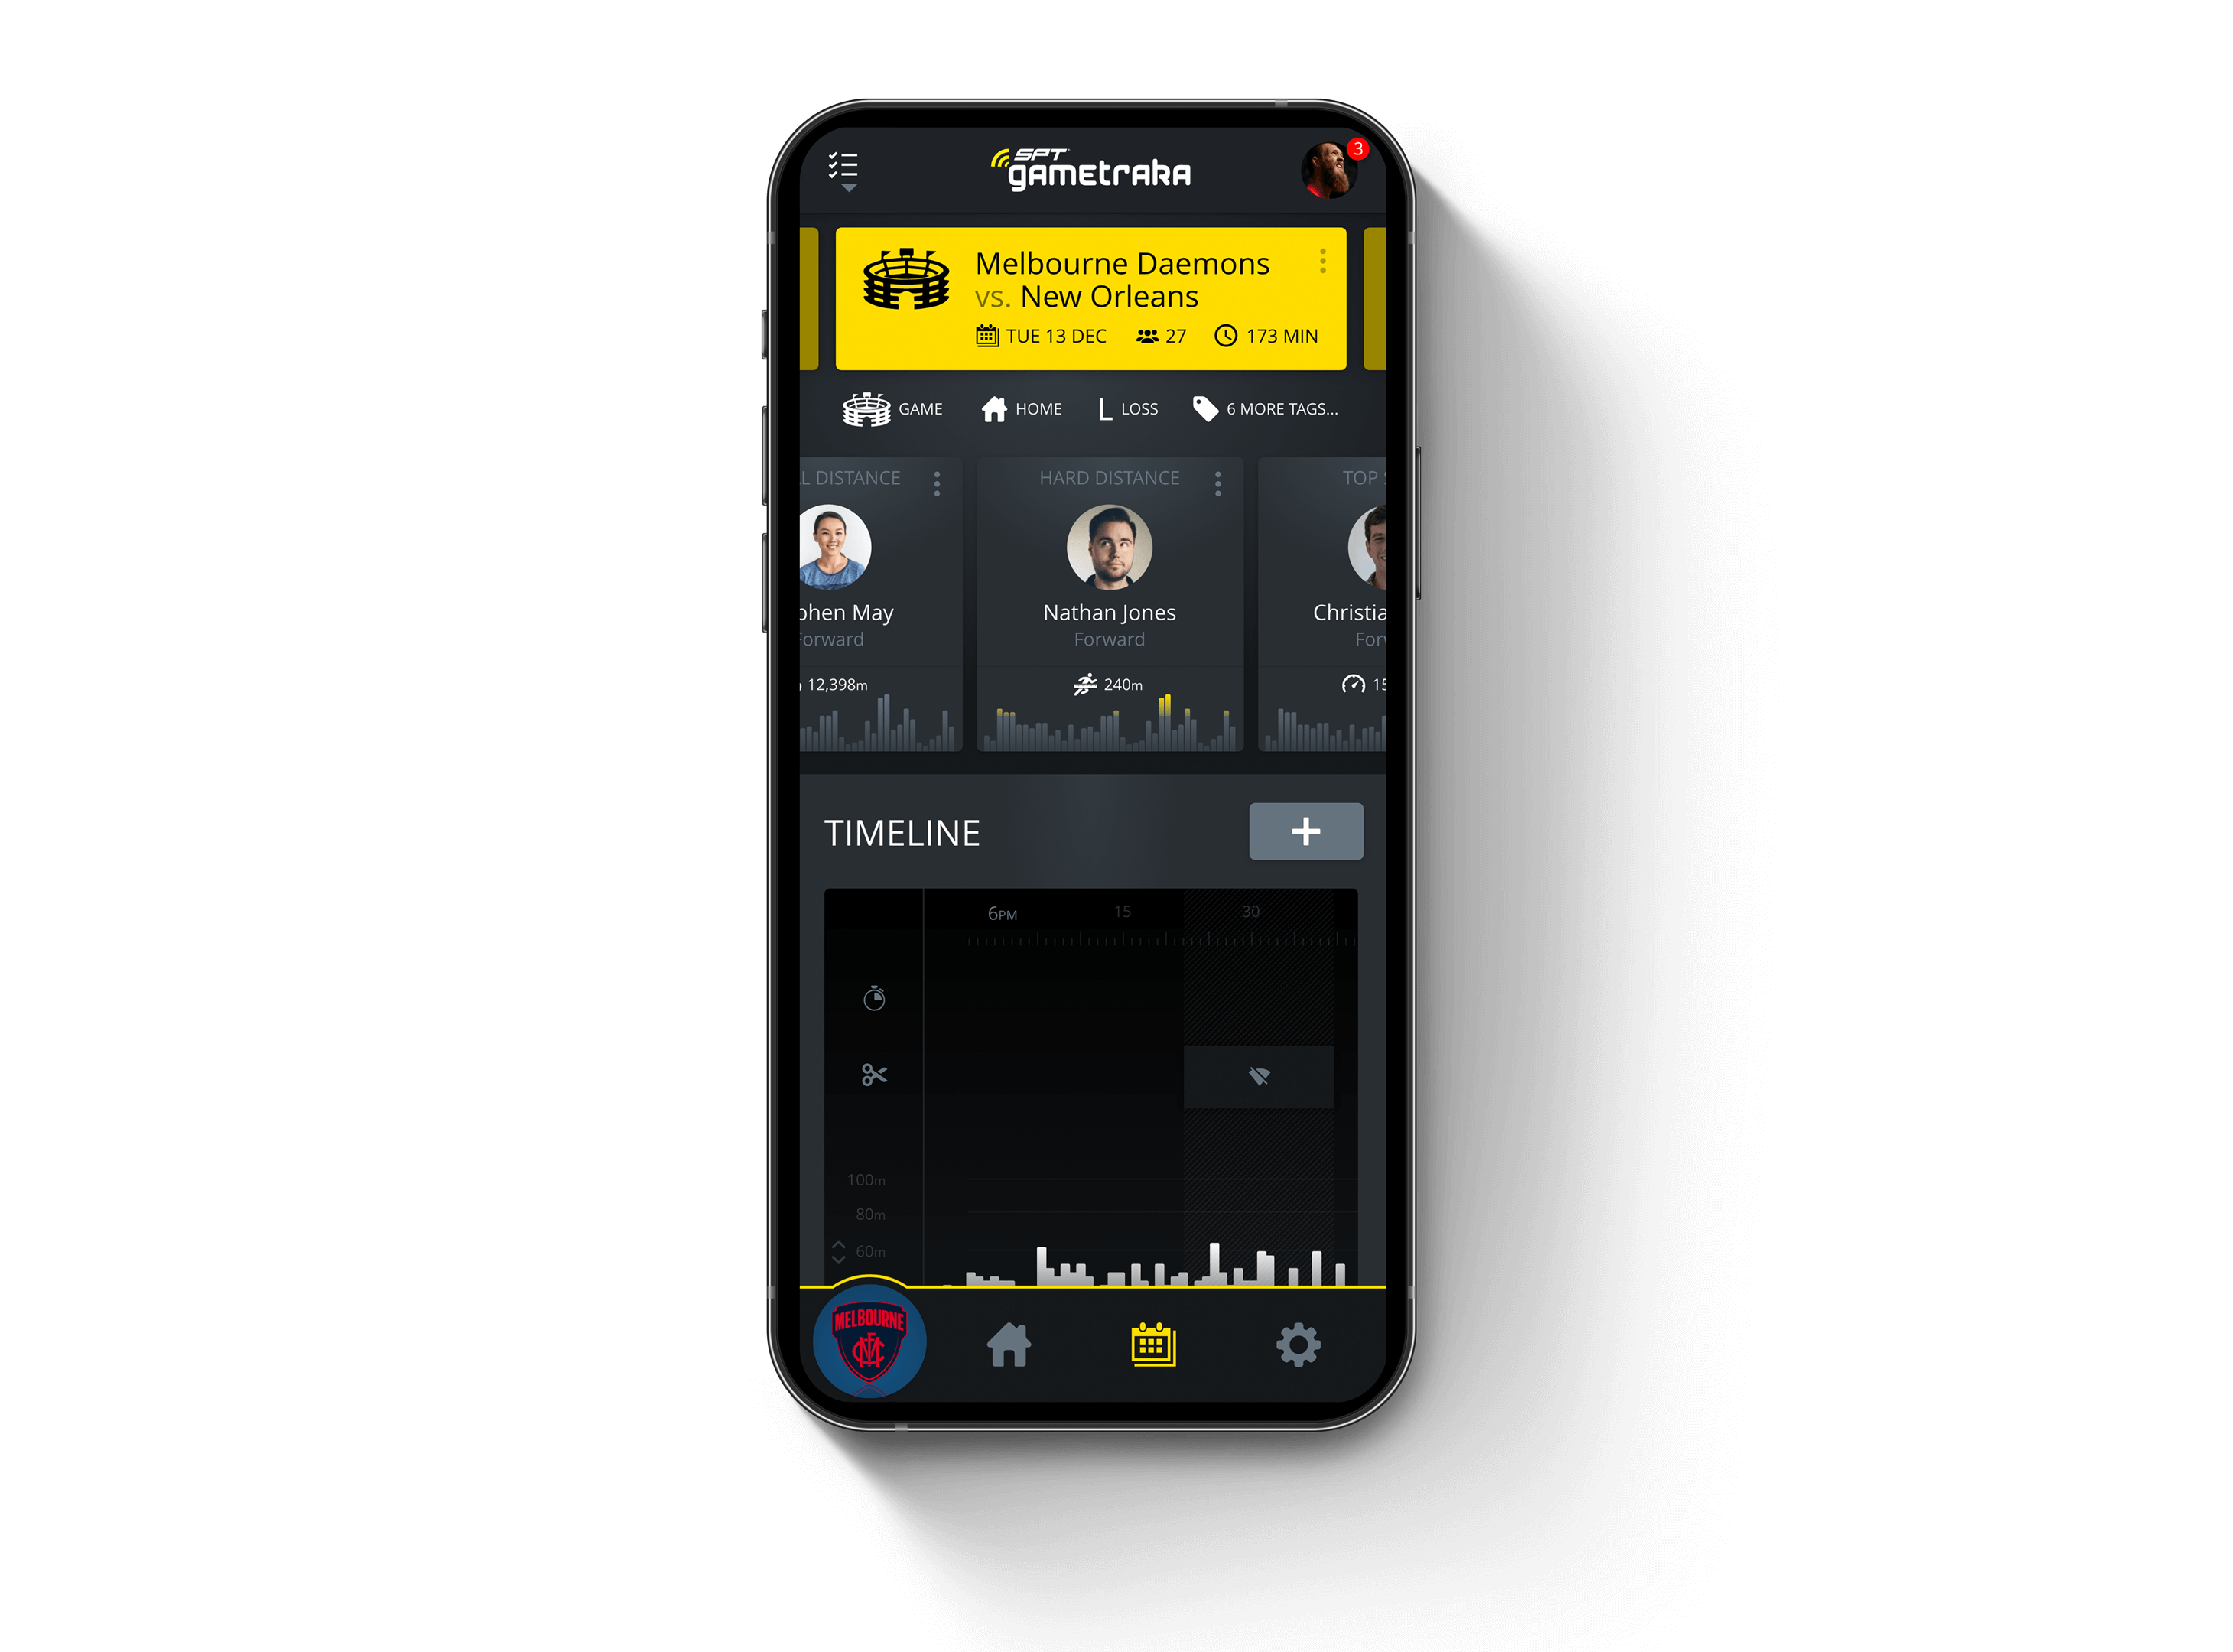 SPT
gametraka
3
Melbourne Daemons
vs. New Orleans
TUE 13 DEC 27 173 MIN
GAME HOME L LOSS 6 MORE TAGS...
L DISTANCE HARD DISTANCE TOP
phen May Nathan Jones Christia
Forward Forward For
12,398m 240m 15
TIMELINE +
6PM 15 30
100m
80m
60m
MELBOURNE
MFC